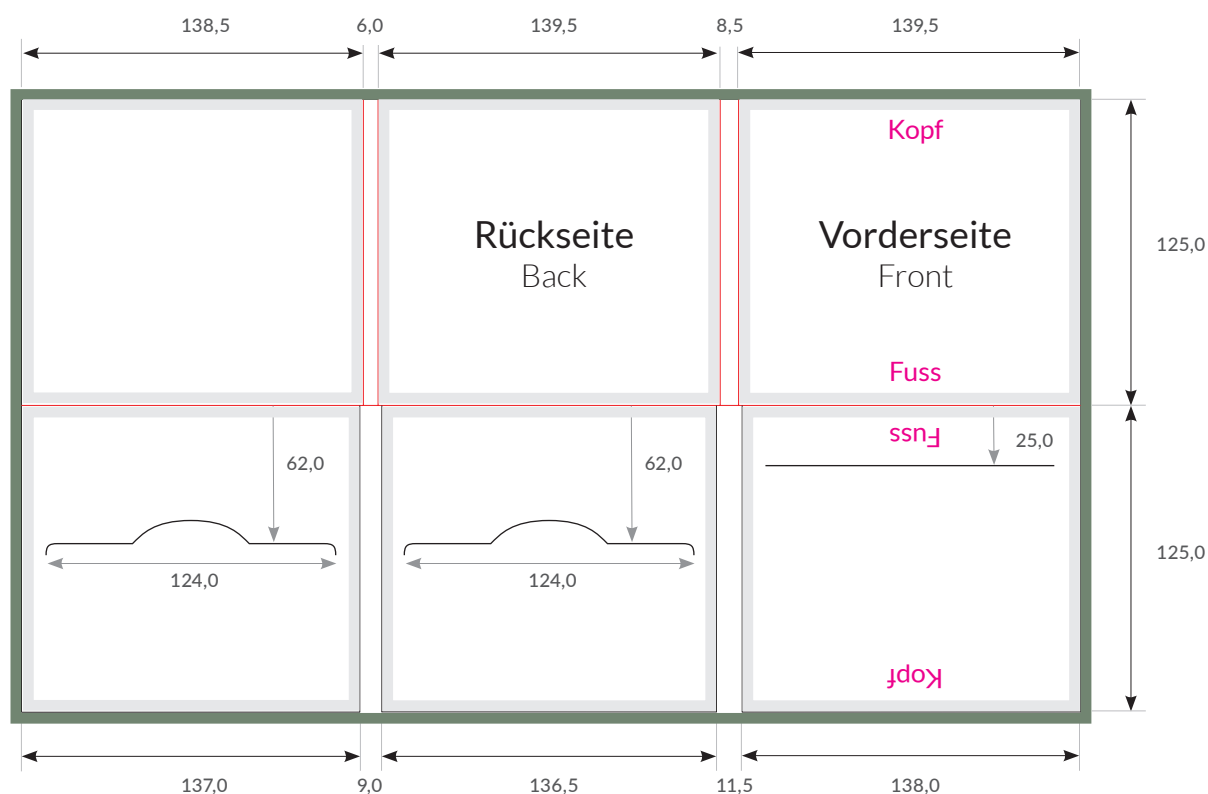 138,5 6,0 139,5 8,5 139,5
Kopf
Rückseite
Back
Vorderseite
Front
125,0
Fuss
Fuss
25,0
62,0
62,0
124,0
124,0
125,0
Kopf
137,0 9,0 136,5 11,5 138,0